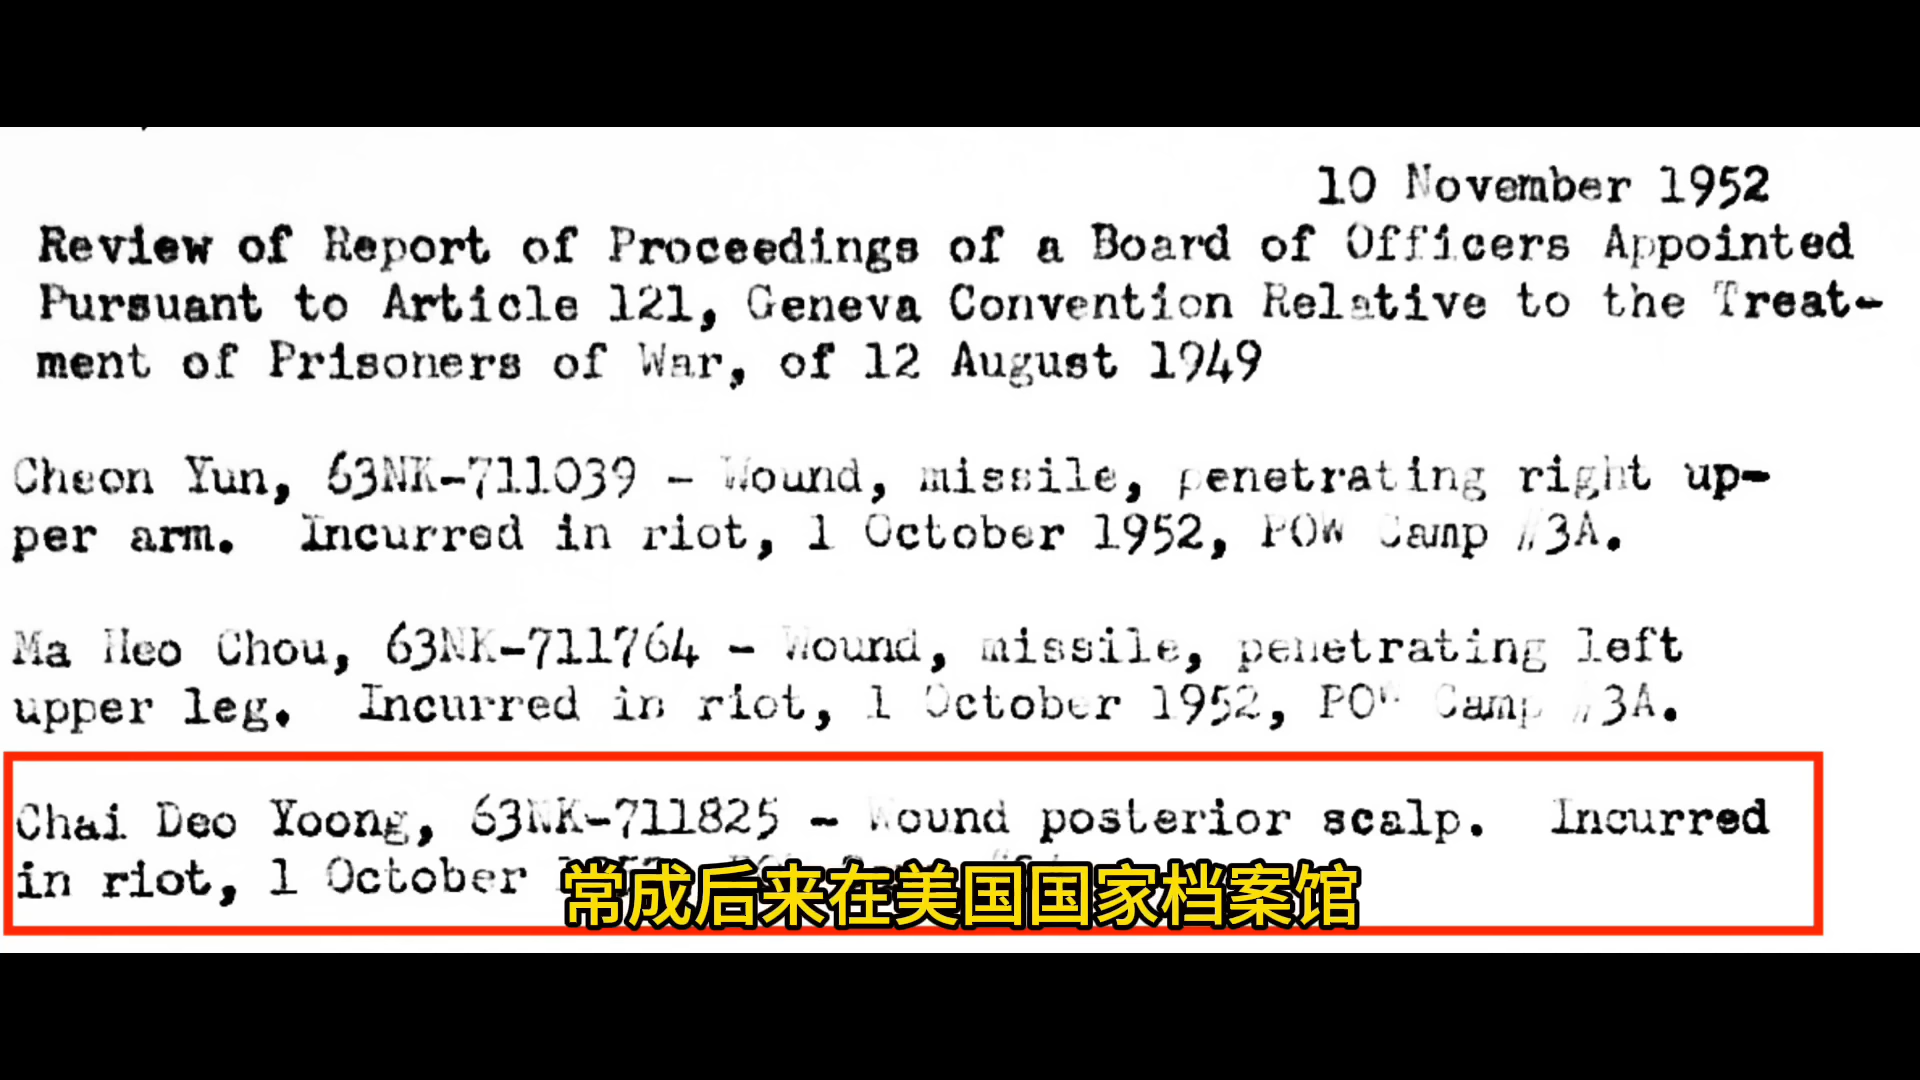 10 November 1952
Review of Report of Proceedings of a Board of Officers Appointed
Pursuant to Article 121, Geneva Convention Relative to the Treat-
ment of Prisoners of War, of 12 August 1949
Cheon Yun, 63NK-711039 - Wound, missile, penetrating right up-
per arm. Incurred in riot, 1 October 1952, POW Camp #3A.
Ma Heo Chou, 63NK-711764 - Wound, missile, penetrating left
upper leg. Incurred in riot, 1 October 1952, POW Camp #3A.
Chai Deo Yoong, 63NK-711825 - Wound posterior scalp. Incurred
in riot, 1 October
常成后来在美国国家档案馆